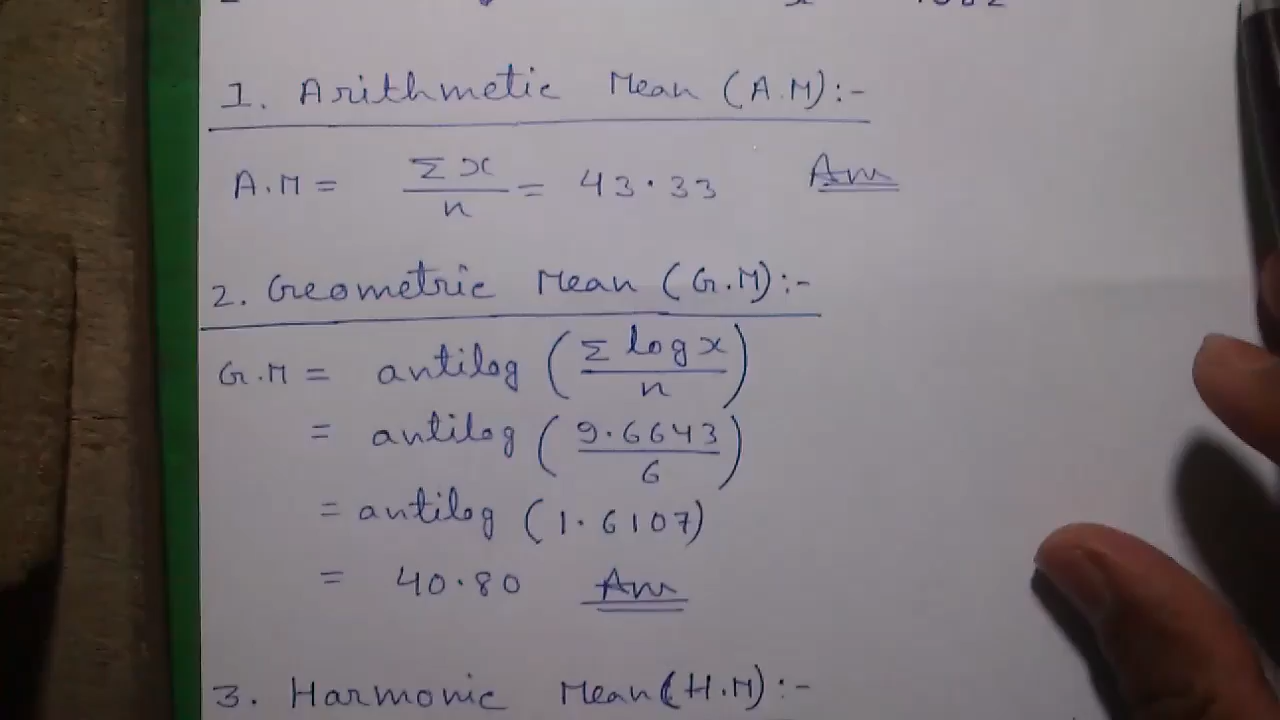 1. Arithmetic Mean (A.M):-
A.M = Σx/n = 43.33 Ans
2. Geometric Mean (G.M):-
G.M = antilog (Σ log x / n)
= antilog (9.6643 / 6)
= antilog (1.6107)
= 40.80 Ans
3. Harmonic Mean (H.M):-